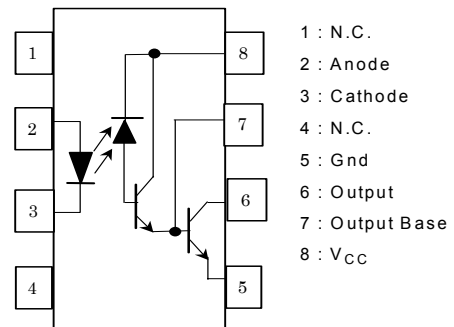 1
2
3
4
8
7
6
5
1 : N.C.
2 : Anode
3 : Cathode
4 : N.C.
5 : Gnd
6 : Output
7 : Output Base
8 : VCC